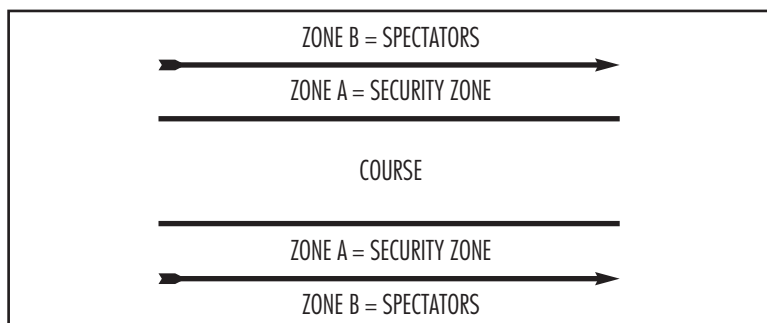 ZONE B = SPECTATORS
ZONE A = SECURITY ZONE
COURSE
ZONE A = SECURITY ZONE
ZONE B = SPECTATORS